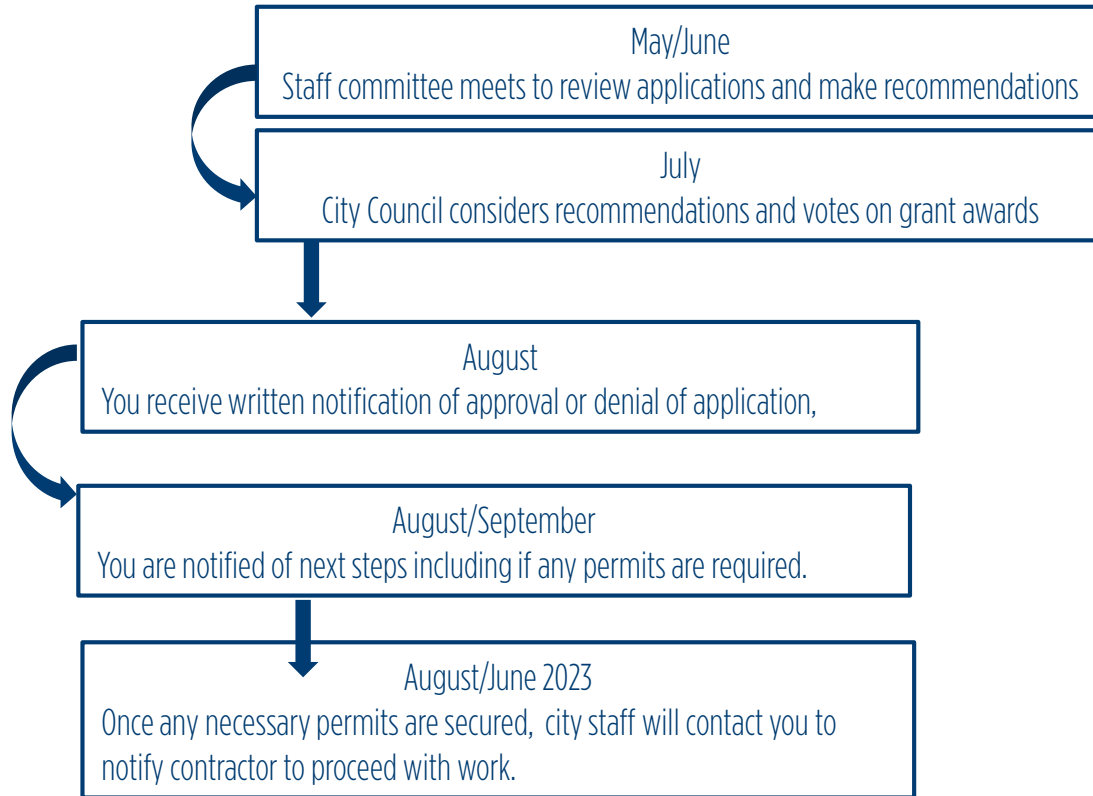 May/June
Staff committee meets to review applications and make recommendations
July
City Council considers recommendations and votes on grant awards
August
You receive written notification of approval or denial of application,
August/September
You are notified of next steps including if any permits are required.
August/June 2023
Once any necessary permits are secured, city staff will contact you to
notify contractor to proceed with work.